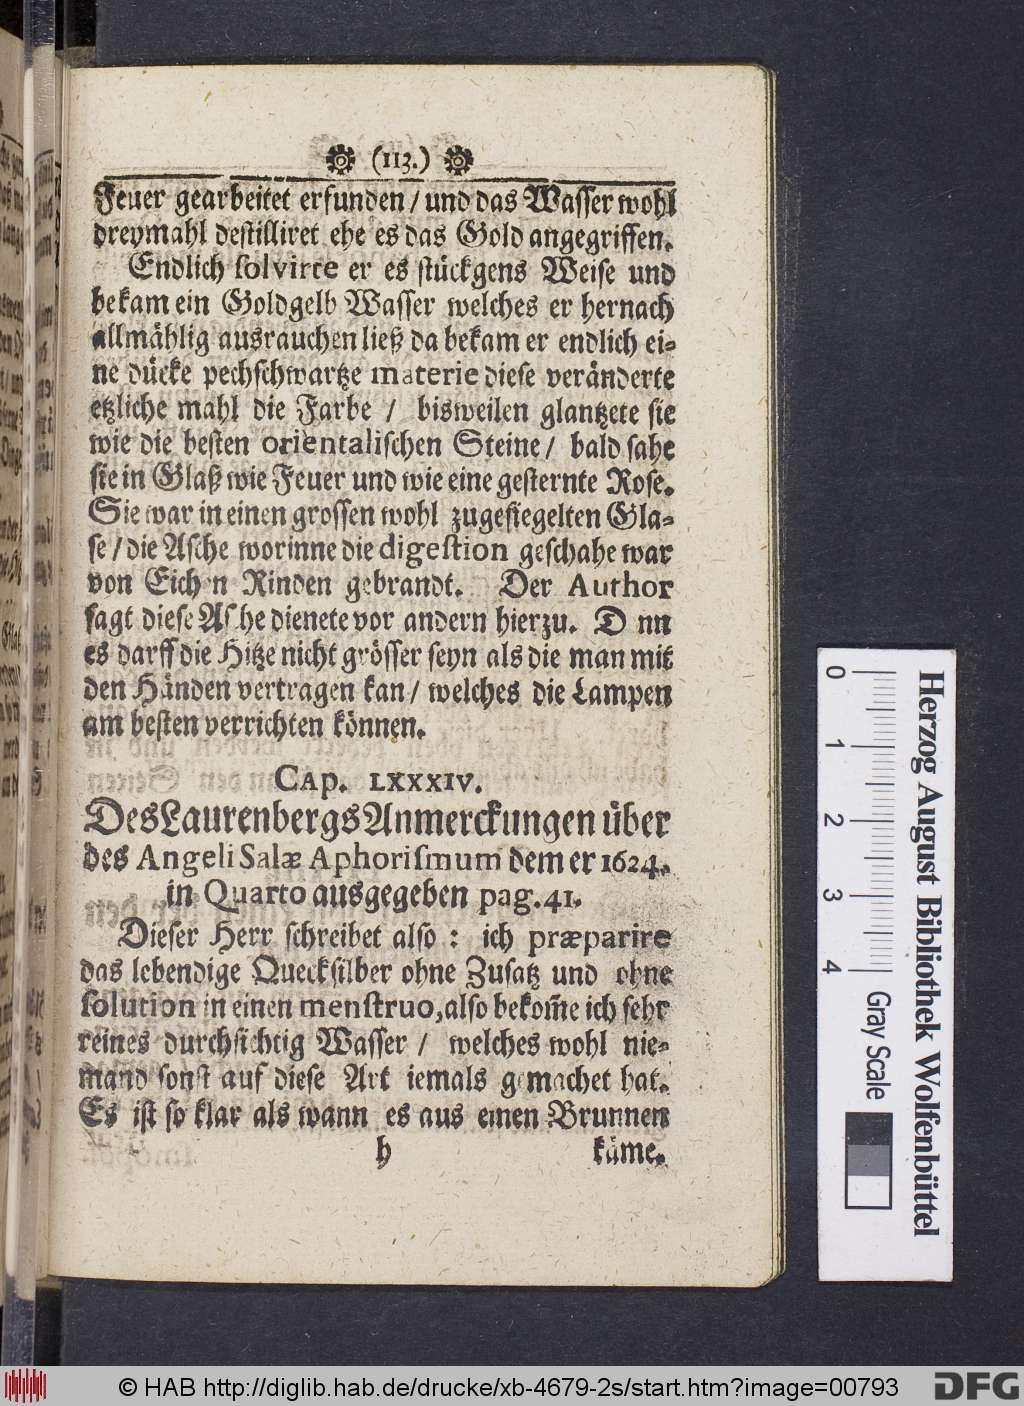 (113.)
Feuer gearbeitet erfunden / und das Wasser wohl
dreymahl destilliret ehe es das Gold angegriffen.
Endlich solvirte er es stückgens Weise und
bekam ein Goldgelb Wasser welches er hernach
allmählig ausrauchen ließ da bekam er endlich ei-
ne dücke pechschwartze materie diese veränderte
etzliche mahl die Farbe / bisweilen glantzete sie
wie die besten orientalischen Steine / bald sahe
sie in Glaß wie Feuer und wie eine gesternte Rose.
Sie war in einen grossen wohl zugesiegelten Gla-
se / die Asche worinne die digestion geschahe war
von Eichen Rinden gebrandt. Der Author
sagt diese Asche dienete vor andern hierzu. D nn
es darff die Hitze nicht grösser seyn als die man mit
den Händen vertragen kan / welches die Lampen
am besten verrichten können.
Cap. LXXXIV.
Des Laurenbergs Anmerckungen über
des Angeli Salæ Aphorismum dem er 1624.
in Quarto ausgegeben pag. 41.
Dieser Herr schreibet also : ich præparire
das lebendige Quecksilber ohne Zusatz und ohne
solution in einen menstruo, also bekom̃e ich sehr
reines durchsichtig Wasser / welches wohl nie-
mand sonst auf diese Art iemals gemachet hat.
Es ist so klar als wann es aus einen Brunnen
h käme.
0 1 2 3 4
Herzog August Bibliothek Wolfenbüttel
Gray Scale
© HAB http://diglib.hab.de/drucke/xb-4679-2s/start.htm?image=00793
DFG